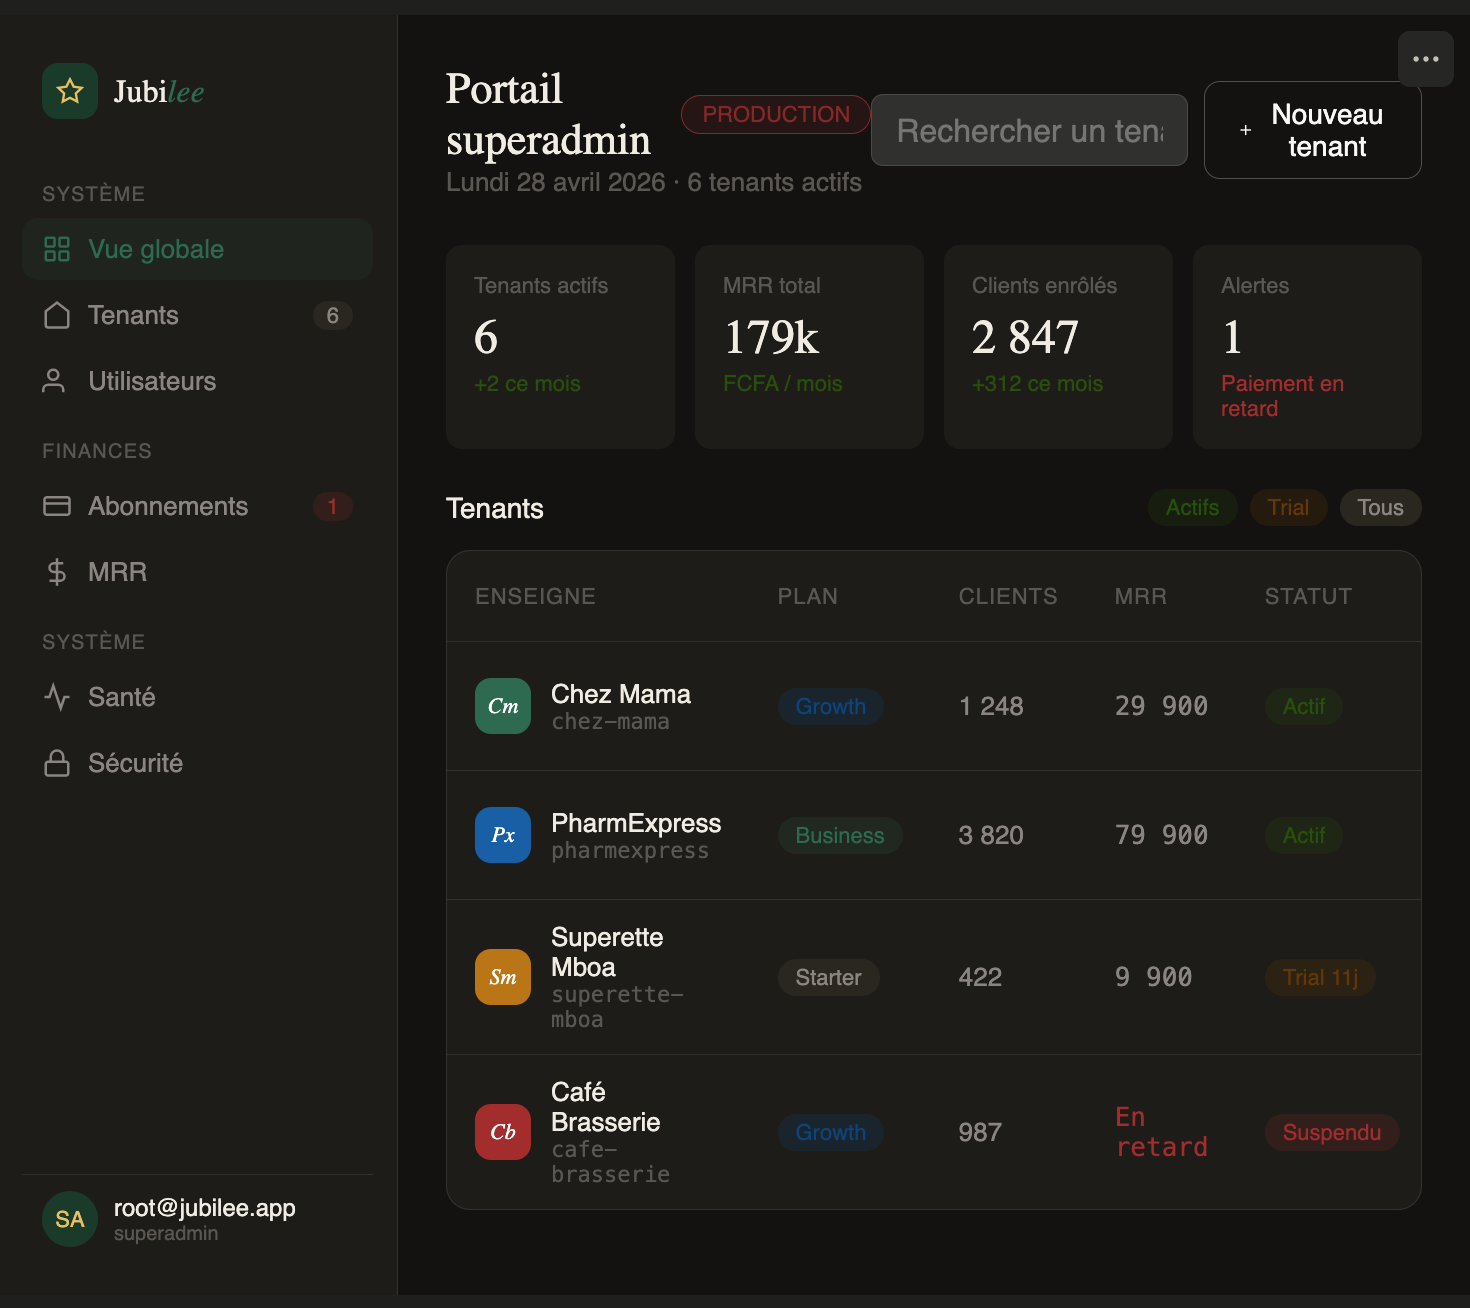 Jubilee
SYSTÈME
Vue globale
Tenants 6
Utilisateurs
FINANCES
Abonnements 1
MRR
SYSTÈME
Santé
Sécurité
SA
root@jubilee.app
superadmin
Portail
superadmin
PRODUCTION
Lundi 28 avril 2026 · 6 tenants actifs
Rechercher un tena
+ Nouveau
tenant
Tenants actifs
6
+2 ce mois
MRR total
179k
FCFA / mois
Clients enrôlés
2 847
+312 ce mois
Alertes
1
Paiement en
retard
Tenants
Actifs Trial Tous
ENSEIGNE PLAN CLIENTS MRR STATUT
Cm
Chez Mama
chez-mama
Growth 1 248 29 900 Actif
Px
PharmExpress
pharmexpress
Business 3 820 79 900 Actif
Sm
Superette
Mboa
superette-
mboa
Starter 422 9 900 Trial 11j
Cb
Café
Brasserie
cafe-
brasserie
Growth 987
En
retard
Suspendu